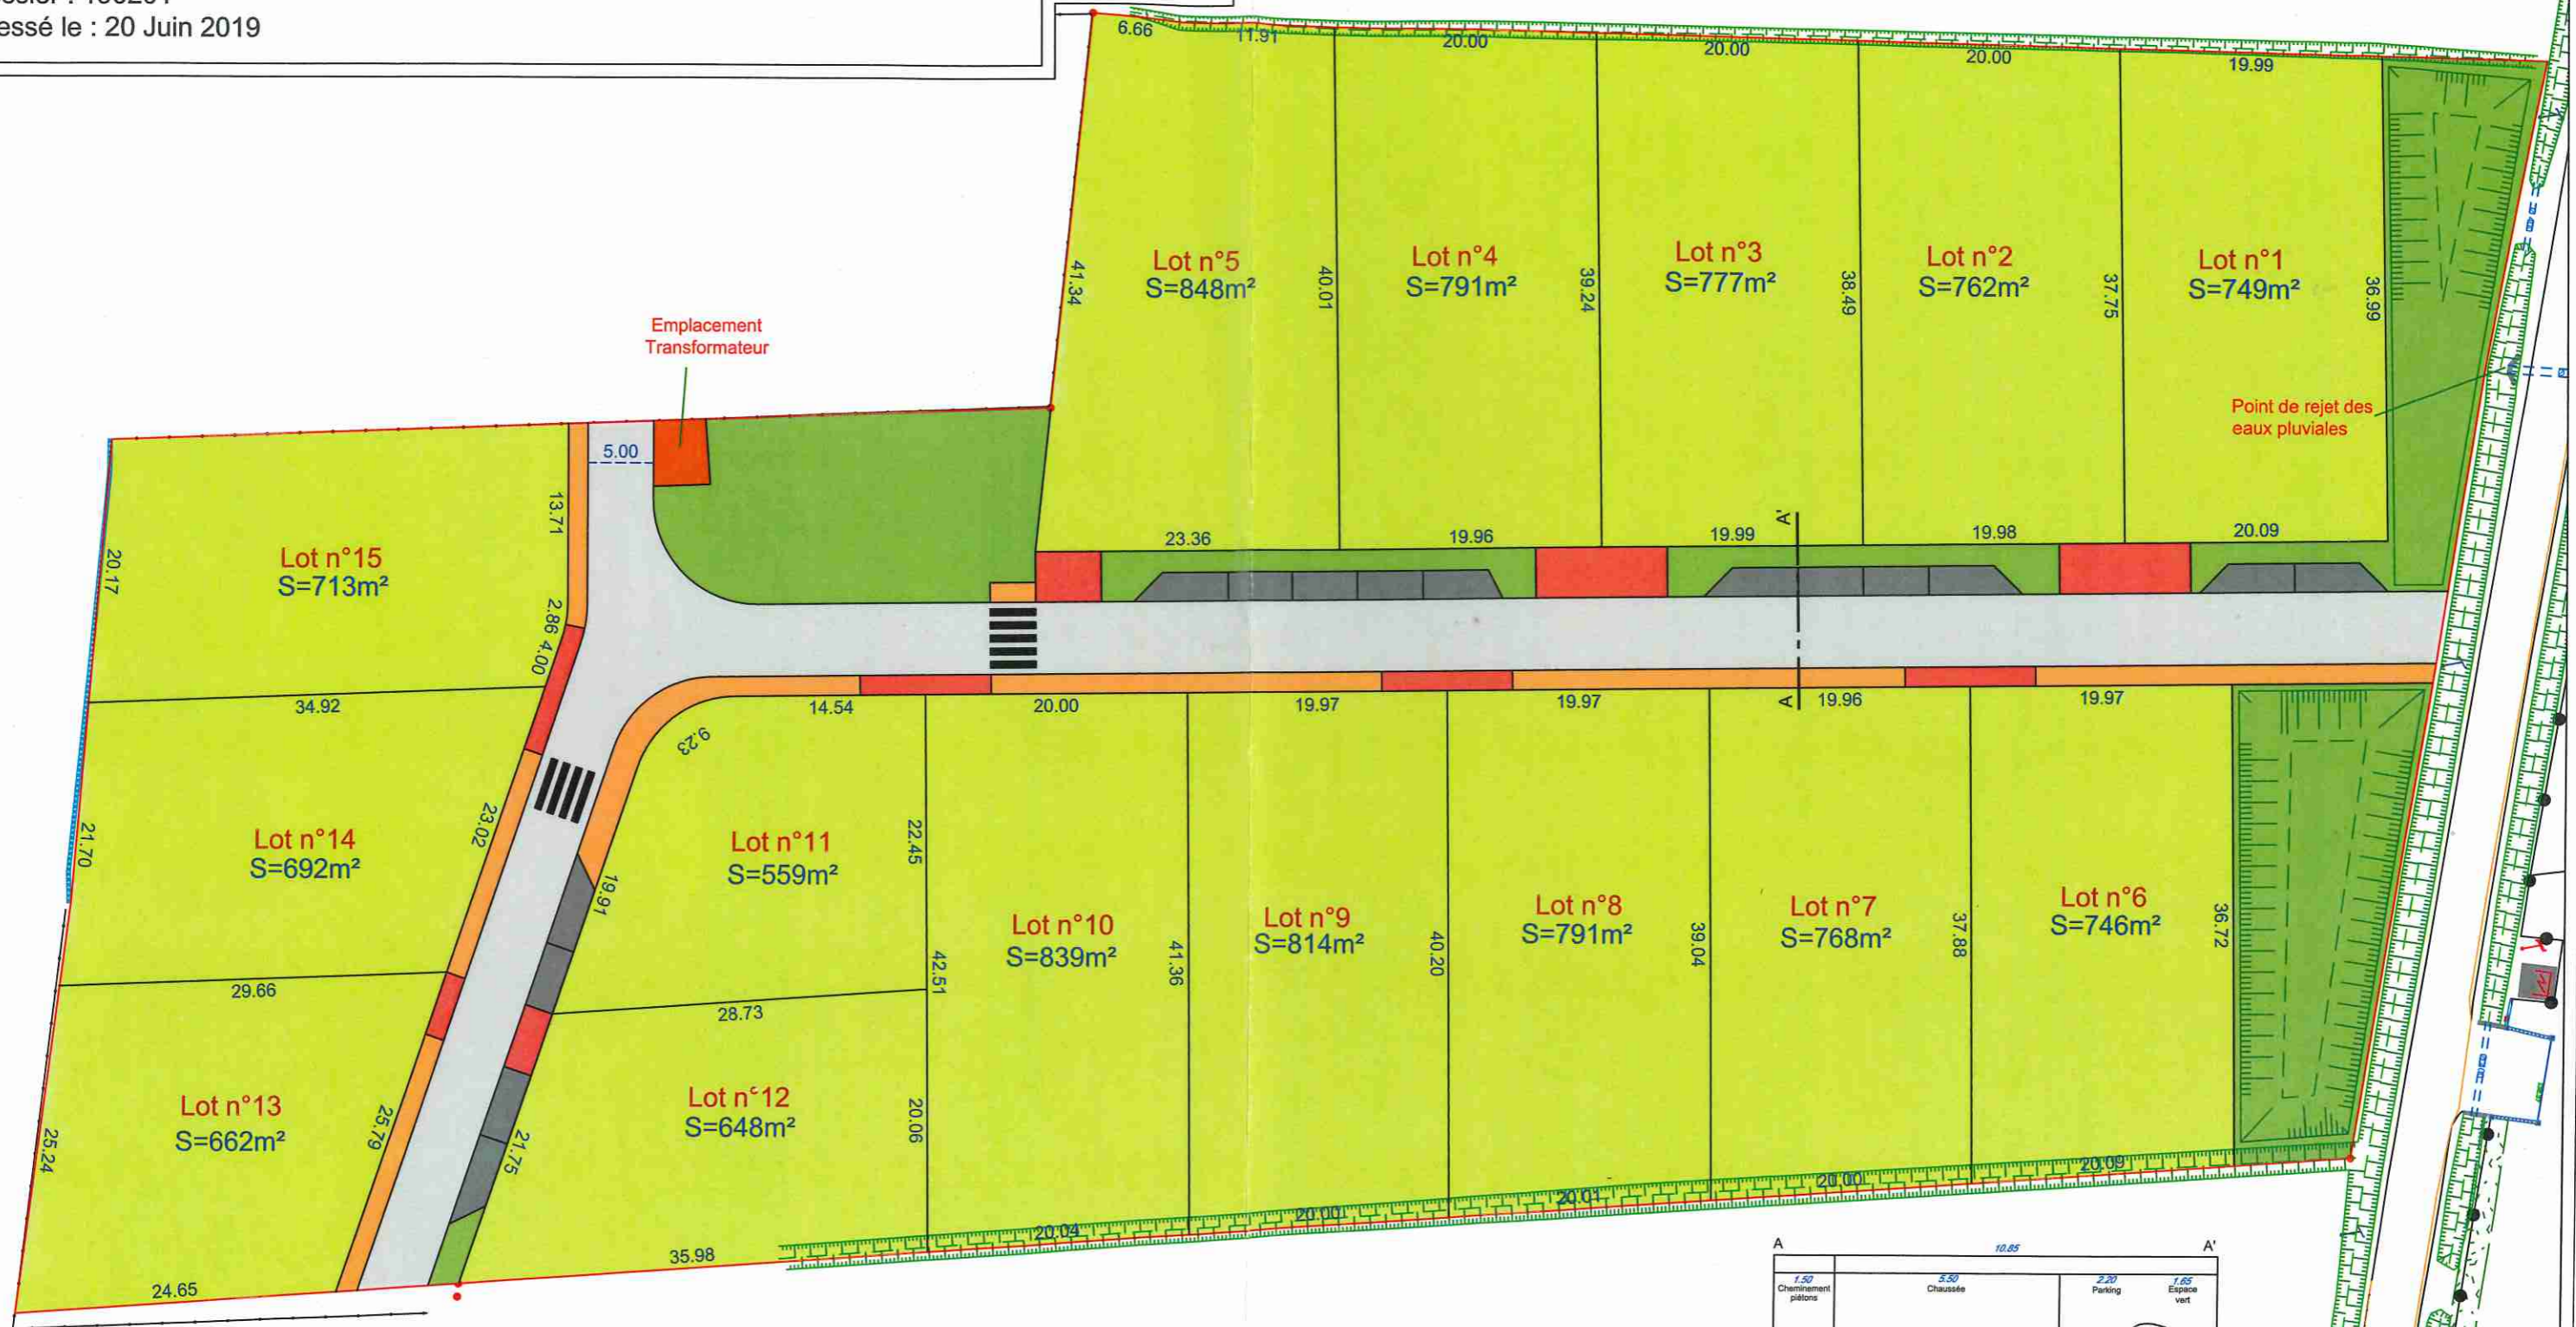 essé le : 20 Juin 2019
6.66
11.91
20.00
20.00
20.00
19.99
Lot n°5
S=848m²
Lot n°4
S=791m²
Lot n°3
S=777m²
Lot n°2
S=762m²
Lot n°1
S=749m²
41.34
40.01
39.24
38.49
37.75
36.99
Emplacement
Transformateur
Point de rejet des
eaux pluviales
5.00
13.71
23.36
19.96
19.99
A'
19.98
20.09
Lot n°15
S=713m²
20.17
2.86
4.00
34.92
14.54
20.00
19.97
19.97
A
19.96
19.97
9.23
Lot n°14
S=692m²
21.70
23.02
Lot n°11
S=559m²
22.45
19.91
Lot n°10
S=839m²
Lot n°9
S=814m²
Lot n°8
S=791m²
Lot n°7
S=768m²
Lot n°6
S=746m²
42.51
41.36
40.20
39.04
37.88
36.72
29.66
28.73
Lot n°13
S=662m²
25.24
25.79
Lot n°12
S=648m²
20.06
21.75
24.65
35.98
20.04
20.00
20.01
20.00
20.09
A
10.85
A'
1.50
Cheminement
piétons
5.50
Chaussée
2.20
Parking
1.65
Espace
vert